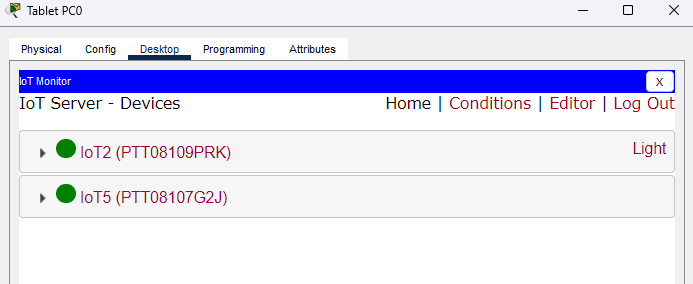 Tablet PC0
Physical Config Desktop Programming Attributes
IoT Monitor X
IoT Server - Devices Home | Conditions | Editor | Log Out
IoT2 (PTT08109PRK) Light
IoT5 (PTT08107G2J)